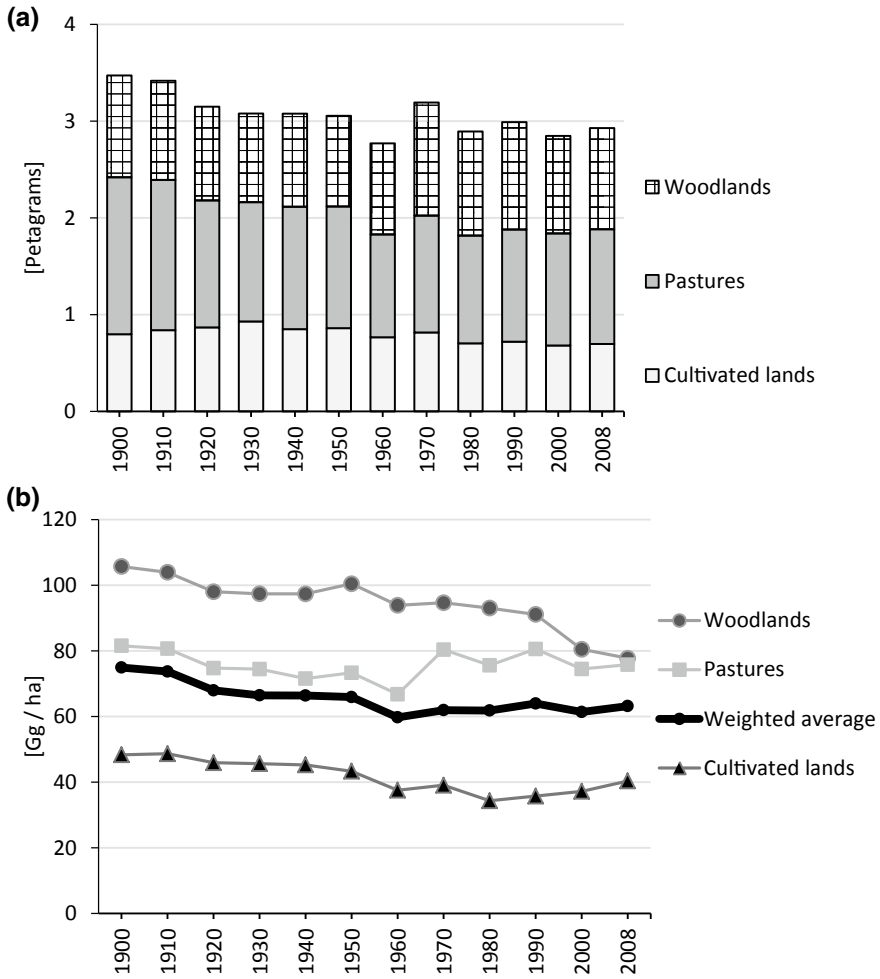 (a)
[Petagrams]
4
3
2
1
0
1900 1910 1920 1930 1940 1950 1960 1970 1980 1990 2000 2008
Woodlands
Pastures
Cultivated lands
(b)
[Gg / ha]
120
100
80
60
40
20
0
1900 1910 1920 1930 1940 1950 1960 1970 1980 1990 2000 2008
Woodlands
Pastures
Weighted average
Cultivated lands